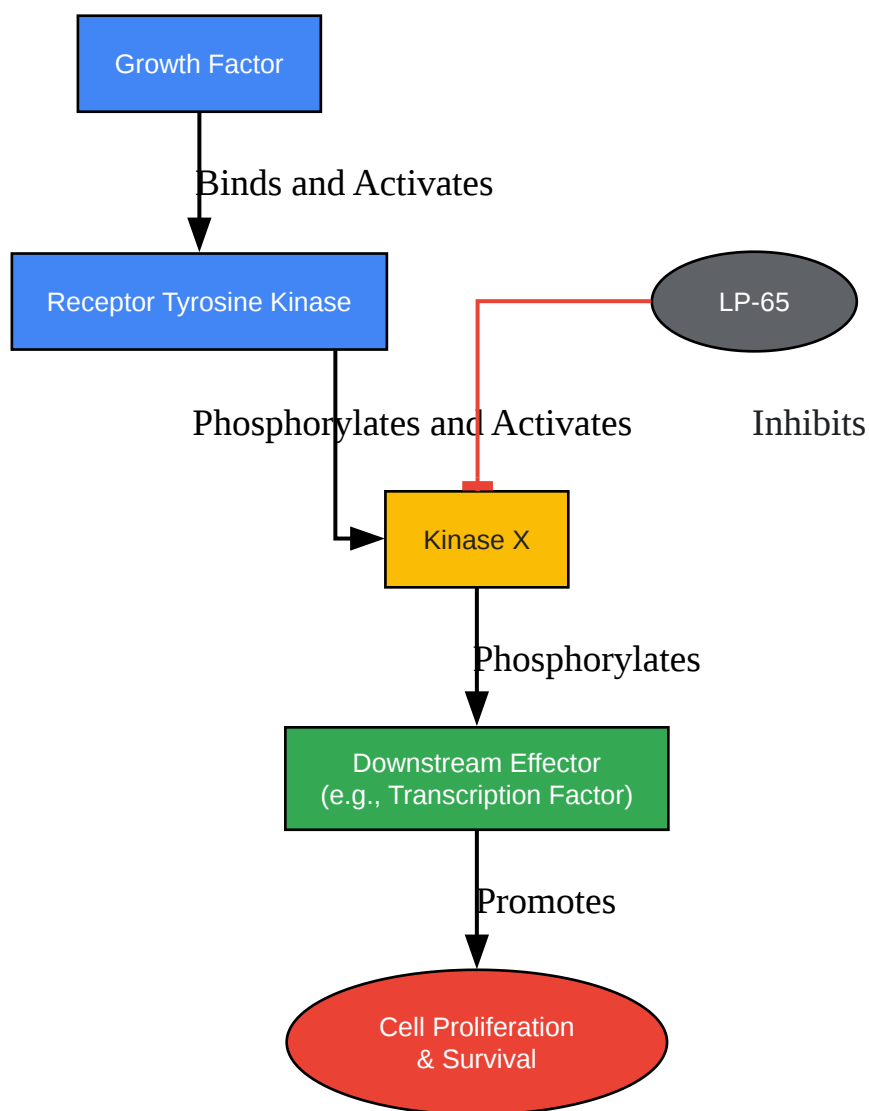 Growth Factor
Binds and Activates
Receptor Tyrosine Kinase
LP-65
Phosphorylates and Activates
Inhibits
Kinase X
Phosphorylates
Downstream Effector
(e.g., Transcription Factor)
Promotes
Cell Proliferation
& Survival